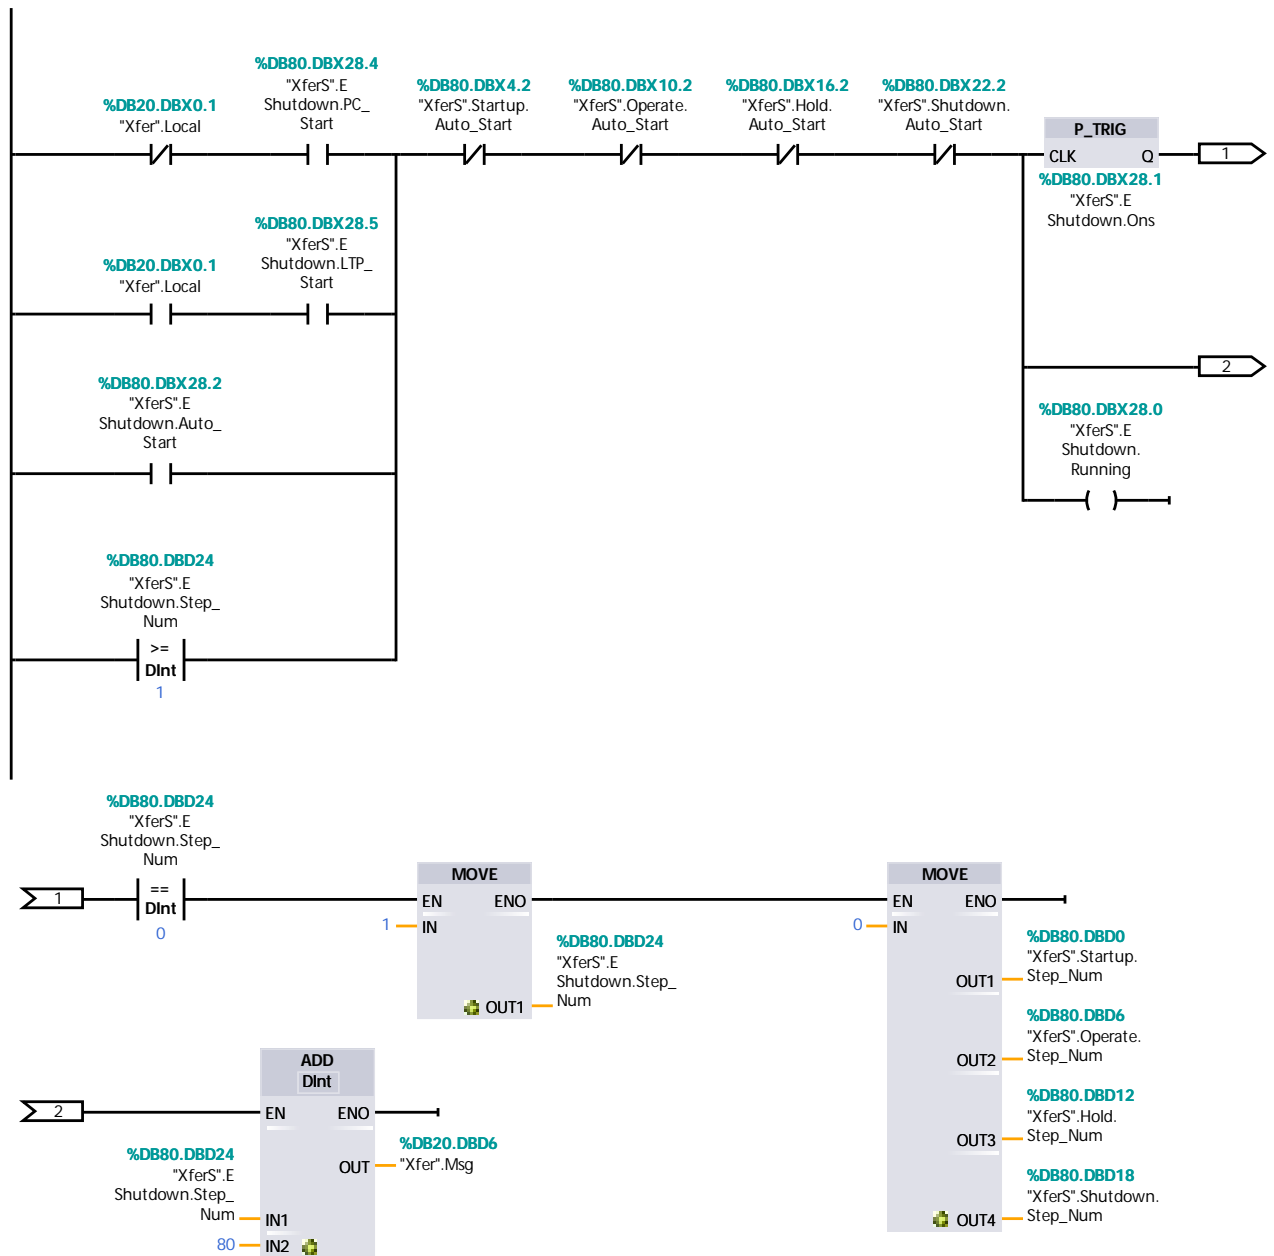 %DB80.DBX28.4
"XferS".E
Shutdown.PC_
Start
%DB20.DBX0.1
"Xfer".Local
%DB80.DBX4.2
"XferS".Startup.
Auto_Start
%DB80.DBX10.2
"XferS".Operate.
Auto_Start
%DB80.DBX16.2
"XferS".Hold.
Auto_Start
%DB80.DBX22.2
"XferS".Shutdown.
Auto_Start
P_TRIG
CLK Q
1
%DB80.DBX28.1
"XferS".E
Shutdown.Ons
%DB80.DBX28.5
"XferS".E
Shutdown.LTP_
Start
%DB20.DBX0.1
"Xfer".Local
2
%DB80.DBX28.2
"XferS".E
Shutdown.Auto_
Start
%DB80.DBX28.0
"XferS".E
Shutdown.
Running
%DB80.DBD24
"XferS".E
Shutdown.Step_
Num
>=
DInt
1
%DB80.DBD24
"XferS".E
Shutdown.Step_
Num
1
==
DInt
0
MOVE
EN ENO
1 IN
OUT1
%DB80.DBD24
"XferS".E
Shutdown.Step_
Num
MOVE
EN ENO
0 IN
OUT1
%DB80.DBD0
"XferS".Startup.
Step_Num
OUT2
%DB80.DBD6
"XferS".Operate.
Step_Num
OUT3
%DB80.DBD12
"XferS".Hold.
Step_Num
OUT4
%DB80.DBD18
"XferS".Shutdown.
Step_Num
2
ADD
DInt
EN ENO
OUT
%DB20.DBD6
"Xfer".Msg
%DB80.DBD24
"XferS".E
Shutdown.Step_
Num IN1
80 IN2